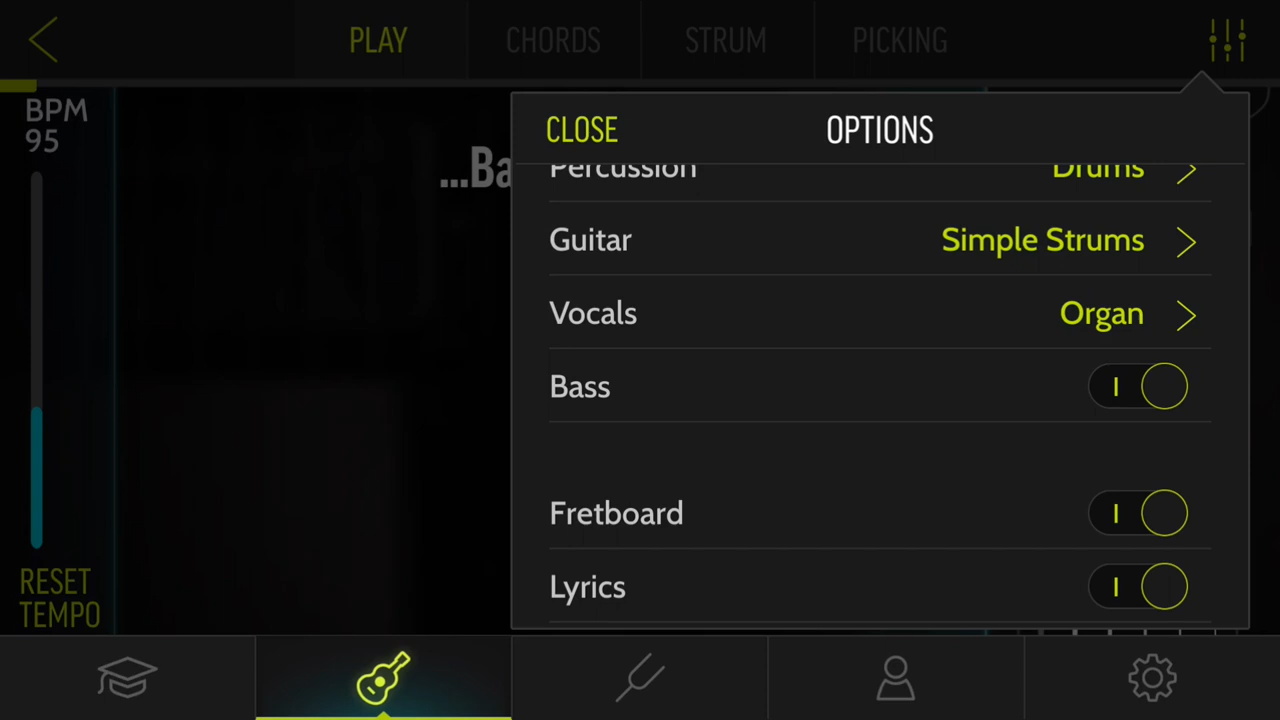 PLAY CHORDS STRUM PICKING
BPM
95
...Ba
CLOSE OPTIONS
Percussion Drums
Guitar Simple Strums
Vocals Organ
Bass
Fretboard
Lyrics
RESET
TEMPO